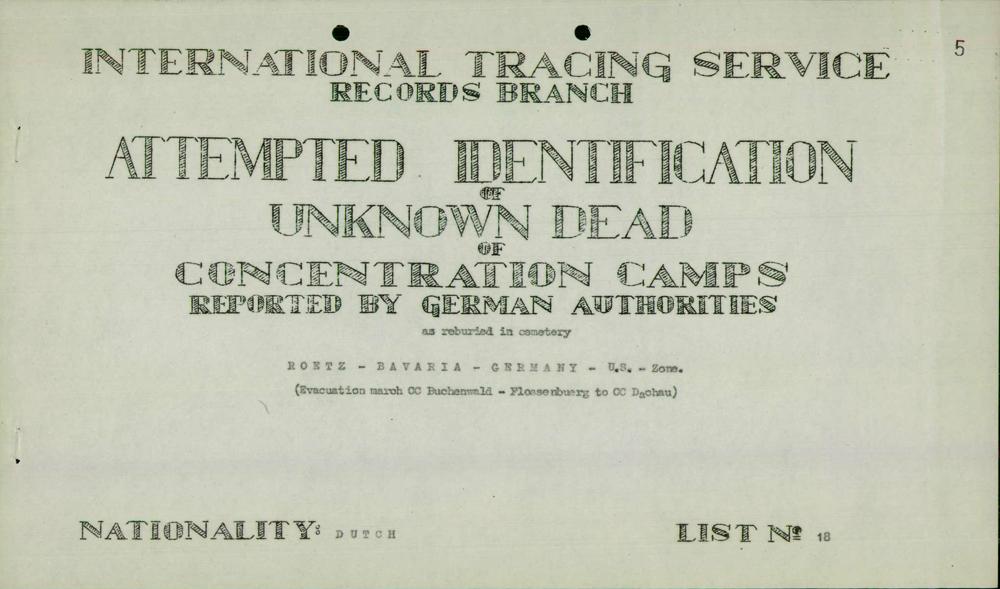 5
INTERNATIONAL TRACING SERVICE
RECORDS BRANCH
ATTEMPTED IDENTIFICATION
OF
UNKNOWN DEAD
OF
CONCENTRATION CAMPS
REPORTED BY GERMAN AUTHORITIES
as reburied in cemetery
ROETZ - BAVARIA - GERMANY - U.S. - Zone.
(Evacuation march CC Buchenwald - Flossenbuerg to CC Dachau)
NATIONALITY: DUTCH
LIST Nº 18